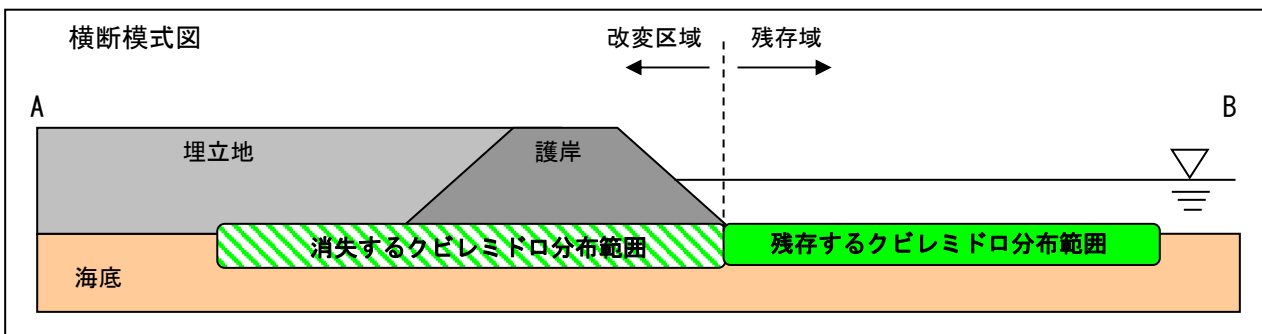 横断模式図
改変区域
残存域
A
B
埋立地
護岸
消失するクビレミドロ分布範囲
残存するクビレミドロ分布範囲
海底